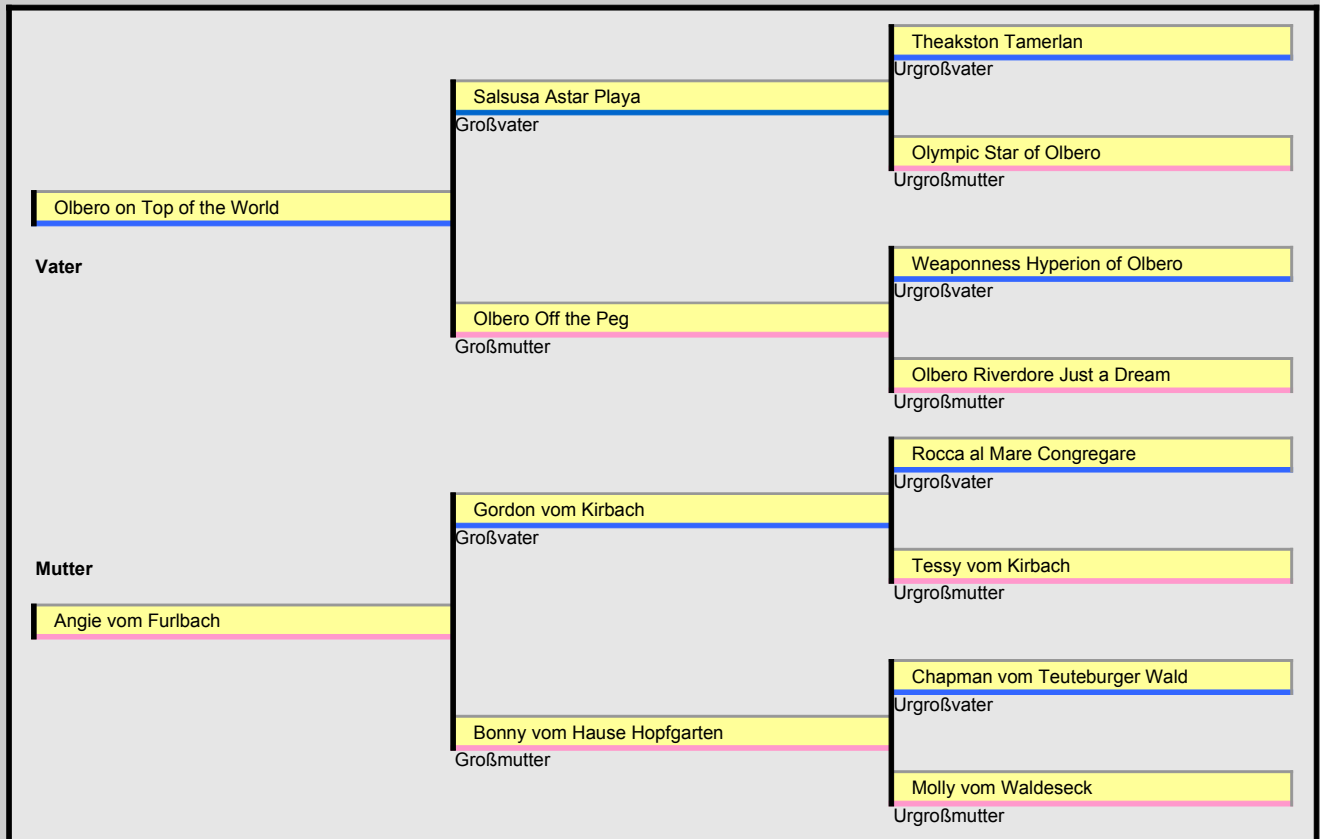 Theakston Tamerlan
Urgroßvater
Salsusa Astar Playa
Großvater
Olympic Star of Olbero
Urgroßmutter
Olbero on Top of the World
Vater
Weaponness Hyperion of Olbero
Urgroßvater
Olbero Off the Peg
Großmutter
Olbero Riverdore Just a Dream
Urgroßmutter
Rocca al Mare Congregare
Urgroßvater
Gordon vom Kirbach
Großvater
Mutter
Tessy vom Kirbach
Urgroßmutter
Angie vom Furlbach
Chapman vom Teuteburger Wald
Urgroßvater
Bonny vom Hause Hopfgarten
Großmutter
Molly vom Waldeseck
Urgroßmutter